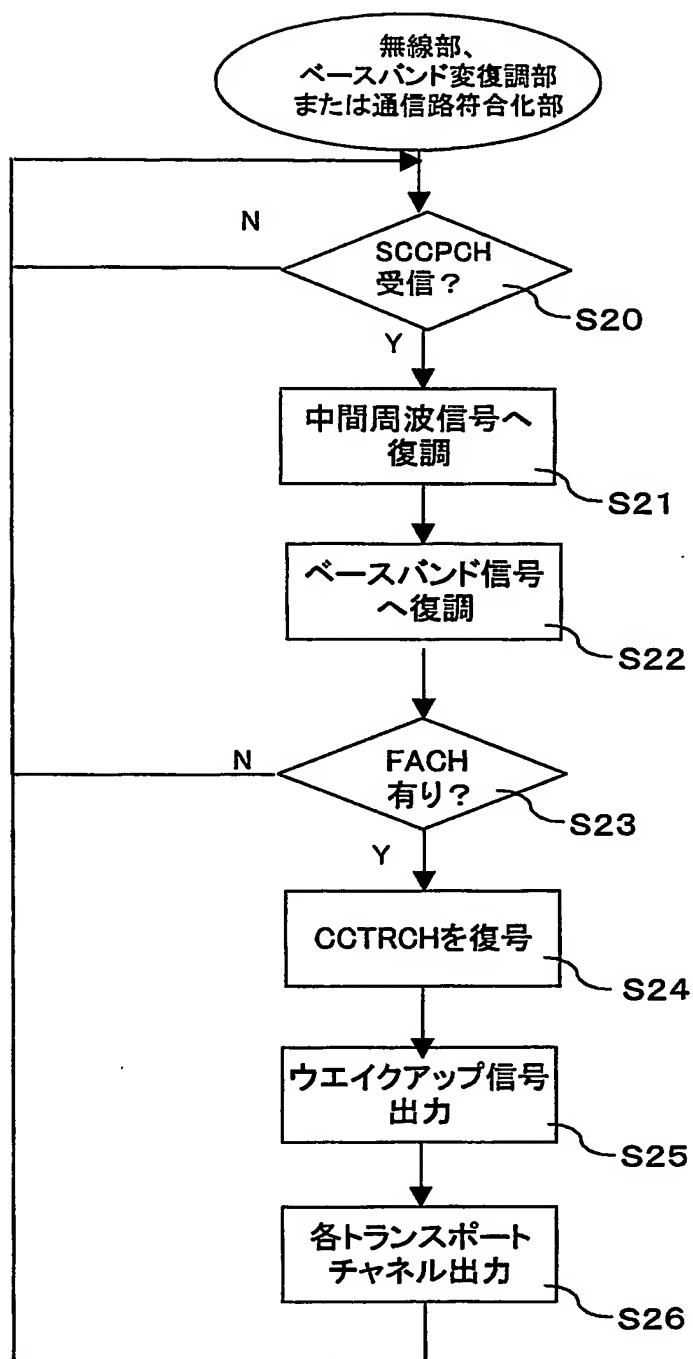 無線部、
ベースバンド変復調部
または通信路符合化部
N
SCCPCH
受信？
S20
Y
中間周波信号へ
復調
S21
ベースバンド信号
へ復調
S22
N
FACH
有り？
S23
Y
CCTRCHを復号
S24
ウエイクアップ信号
出力
S25
各トランスポート
チャネル出力
S26